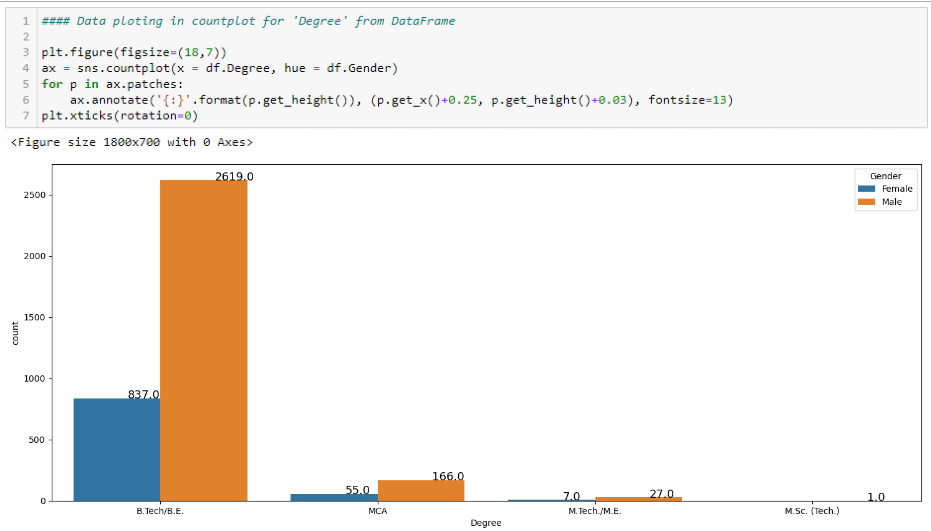 1 #### Data ploting in countplot for 'Degree' from DataFrame
2
3 plt.figure(figsize=(18,7))
4 ax = sns.countplot(x = df.Degree, hue = df.Gender)
5 for p in ax.patches:
6     ax.annotate('{:}'.format(p.get_height()), (p.get_x()+0.25, p.get_height()+0.03), fontsize=13)
7 plt.xticks(rotation=0)
<Figure size 1800x700 with 0 Axes>
Gender
Female
Male
2619.0
2500
2000
1500
count
1000
837.0
500
166.0
55.0
7.0
27.0
1.0
0
B.Tech/B.E.
MCA
M.Tech./M.E.
M.Sc. (Tech.)
Degree